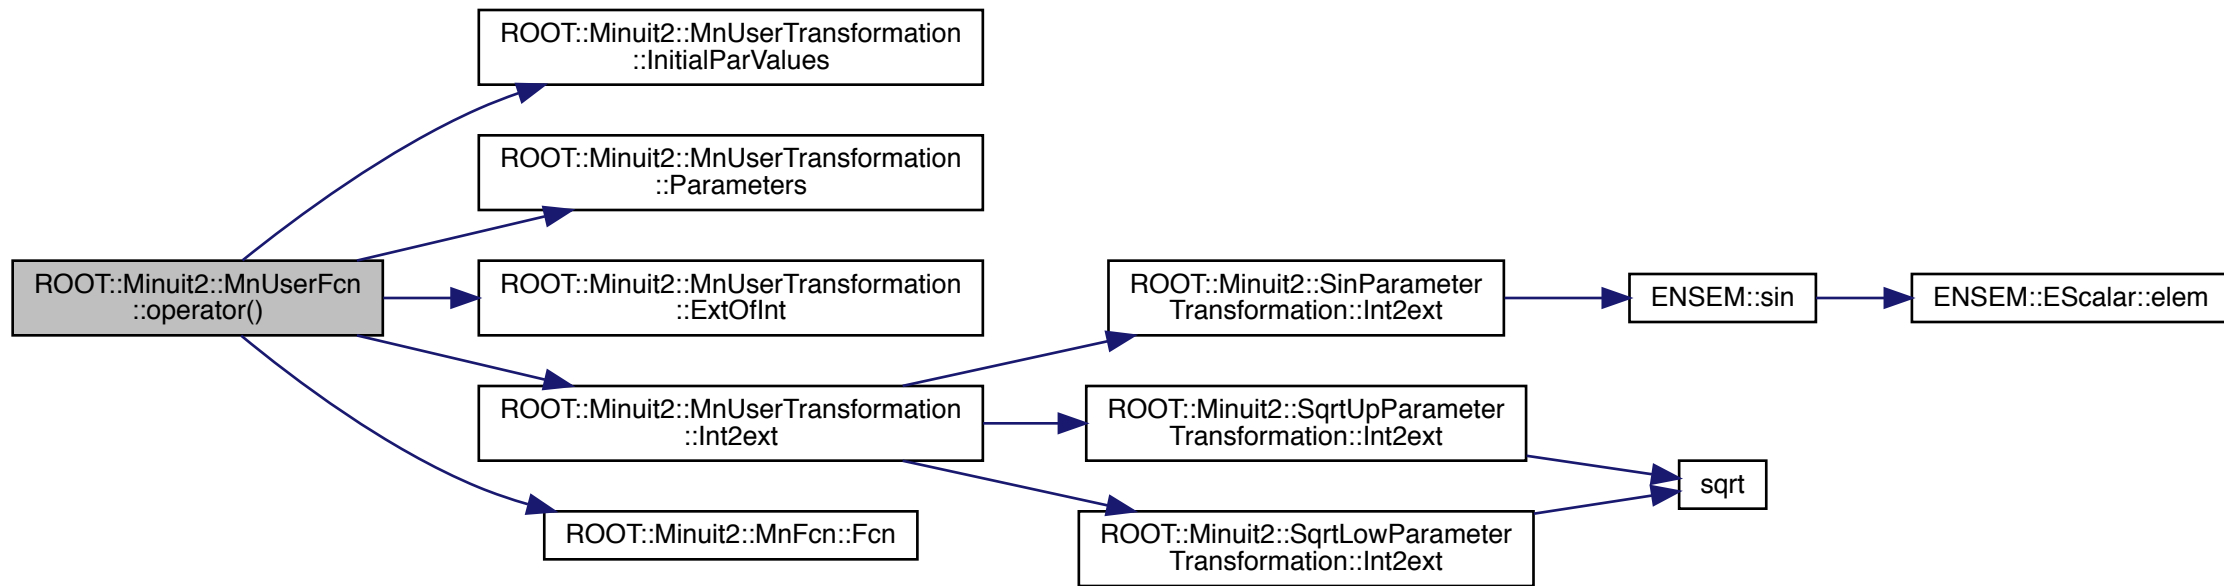 ROOT::Minuit2::MnUserFcn
::operator()
ROOT::Minuit2::MnUserTransformation
::InitialParValues
ROOT::Minuit2::MnUserTransformation
::Parameters
ROOT::Minuit2::MnUserTransformation
::ExtOfInt
ROOT::Minuit2::MnUserTransformation
::Int2ext
ROOT::Minuit2::MnFcn::Fcn
ROOT::Minuit2::SinParameter
Transformation::Int2ext
ROOT::Minuit2::SqrtUpParameter
Transformation::Int2ext
ROOT::Minuit2::SqrtLowParameter
Transformation::Int2ext
ENSEM::sin
sqrt
ENSEM::EScalar::elem